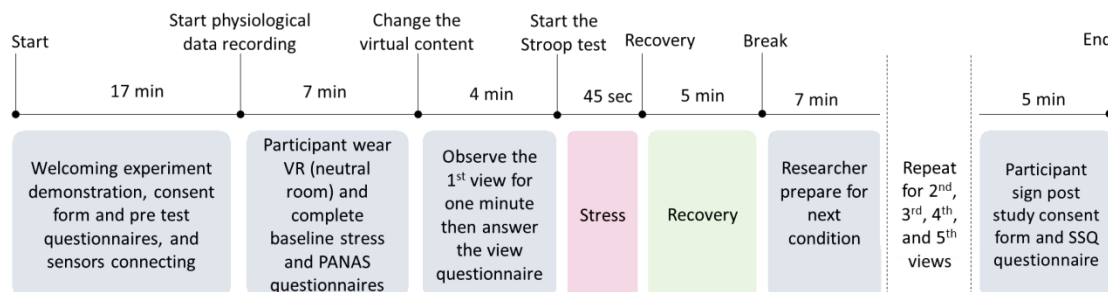 Start
Start physiological
data recording
Change the
virtual content
Start the
Stroop test
Recovery
Break
End
17 min
7 min
4 min
45 sec
5 min
7 min
5 min
Welcoming experiment
demonstration, consent
form and pre test
questionnaires, and
sensors connecting
Participant wear
VR (neutral
room) and
complete
baseline stress
and PANAS
questionnaires
Observe the
1st view for
one minute
then answer
the view
questionnaire
Stress
Recovery
Researcher
prepare for
next
condition
Repeat
for 2nd,
3rd, 4th,
and 5th
views
Participant
sign post
study consent
form and SSQ
questionnaire